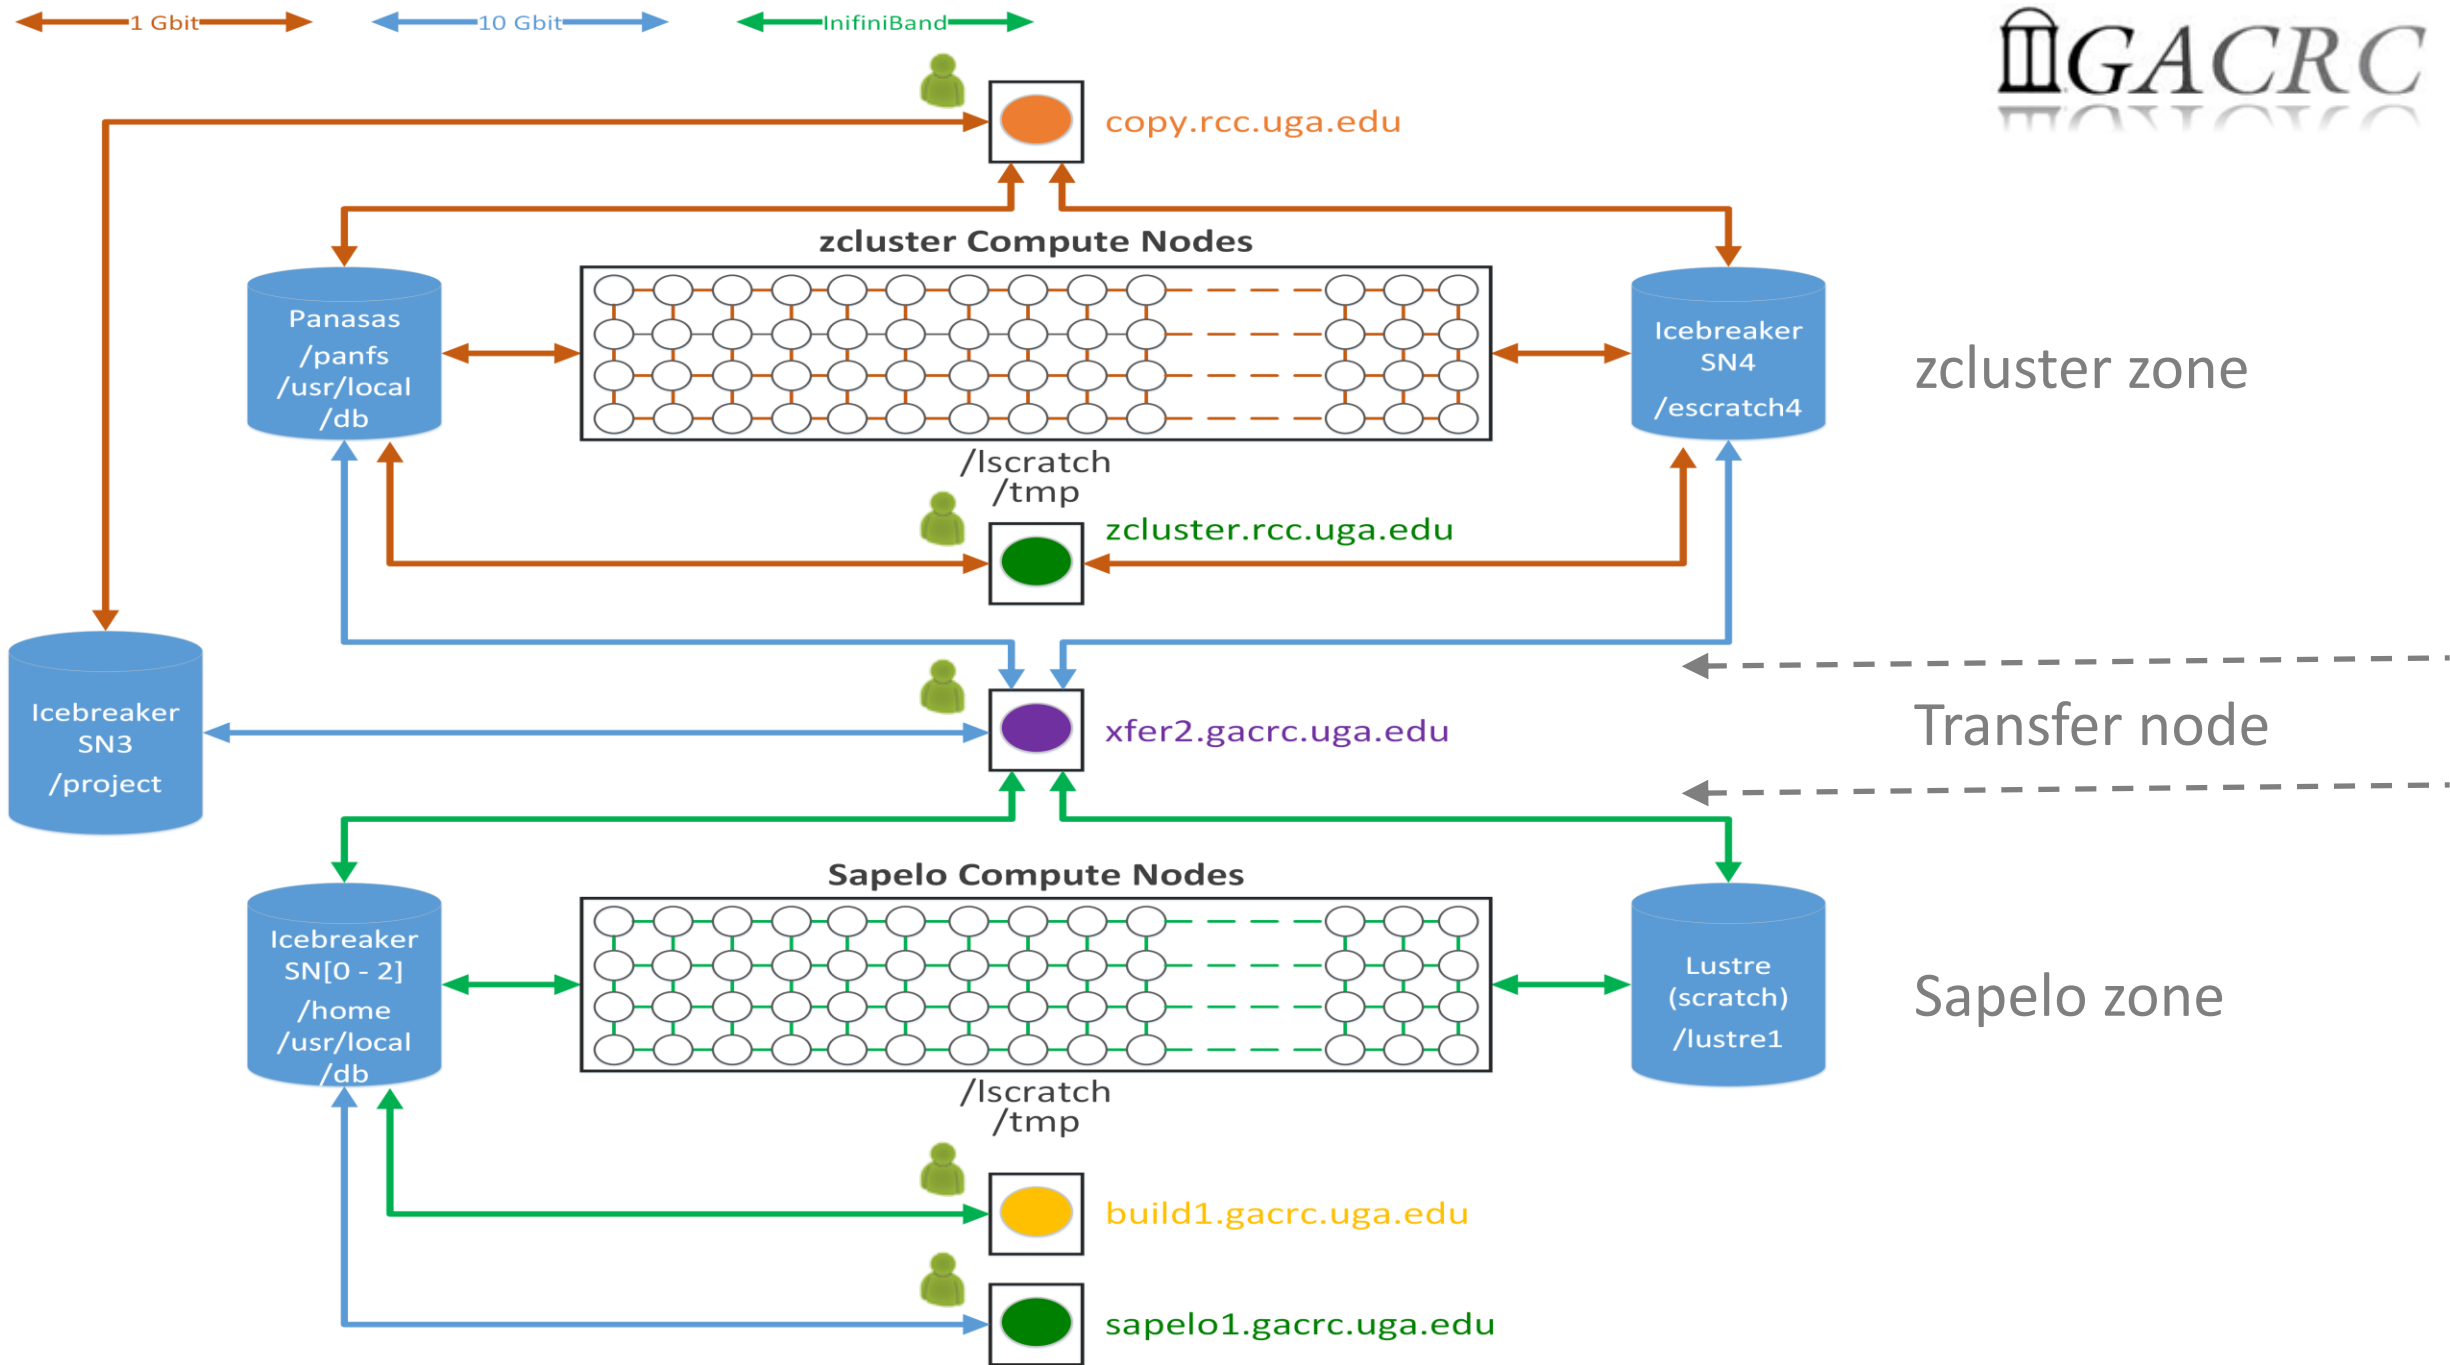 1 Gbit
10 Gbit
InifiniBand
GACRC
copy.rcc.uga.edu
zcluster Compute Nodes
Panasas
/panfs
/usr/local
/db
Icebreaker
SN4
/escratch4
zcluster zone
/lscratch
/tmp
zcluster.rcc.uga.edu
Icebreaker
SN3
/project
xfer2.gacrc.uga.edu
Transfer node
Sapelo Compute Nodes
Icebreaker
SN[0 - 2]
/home
/usr/local
/db
Lustre
(scratch)
/lustre1
Sapelo zone
/lscratch
/tmp
build1.gacrc.uga.edu
sapelo1.gacrc.uga.edu